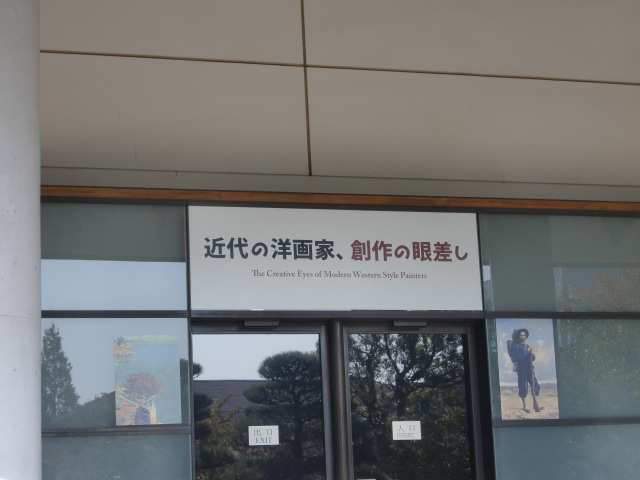 近代の洋画家、創作の眼差し
The Creative Eyes of Modern Western Style Painters
出口
EXIT
入口